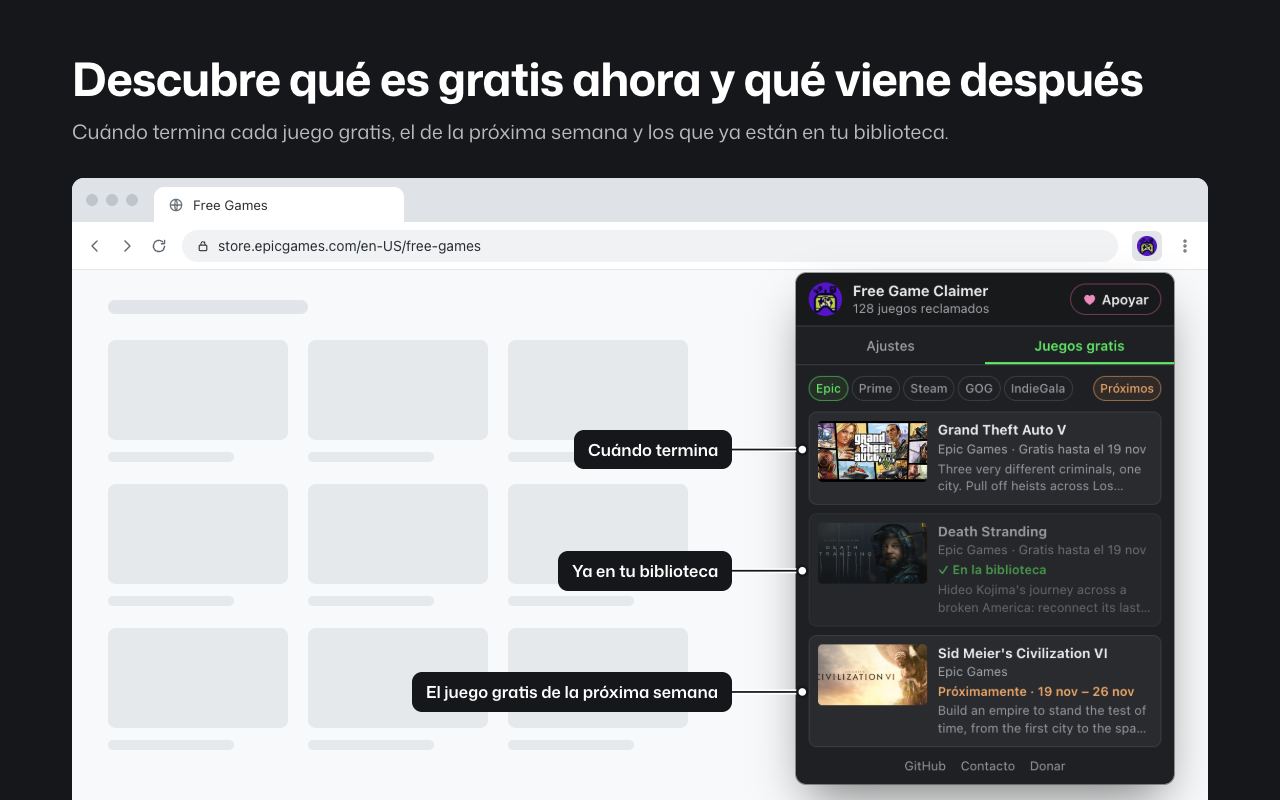 Descubre qué es gratis ahora y qué viene después
Cuándo termina cada juego gratis, el de la próxima semana y los que ya están en tu biblioteca.
Free Games
store.epicgames.com/en-US/free-games
Free Game Claimer
128 juegos reclamados
Apoyar
Ajustes
Juegos gratis
Epic
Prime
Steam
GOG
IndieGala
Próximos
Cuándo termina
grand
theft
auto
Grand Theft Auto V
Epic Games · Gratis hasta el 19 nov
Three very different criminals, one
city. Pull off heists across Los…
Ya en tu biblioteca
DEATH
STRANDING
Death Stranding
Epic Games · Gratis hasta el 19 nov
✓ En la biblioteca
Hideo Kojima's journey across a
broken America: reconnect its last…
El juego gratis de la próxima semana
CIVILIZATION VI
Sid Meier's Civilization VI
Epic Games
Próximamente · 19 nov – 26 nov
Build an empire to stand the test of
time, from the first city to the spa…
GitHub
Contacto
Donar